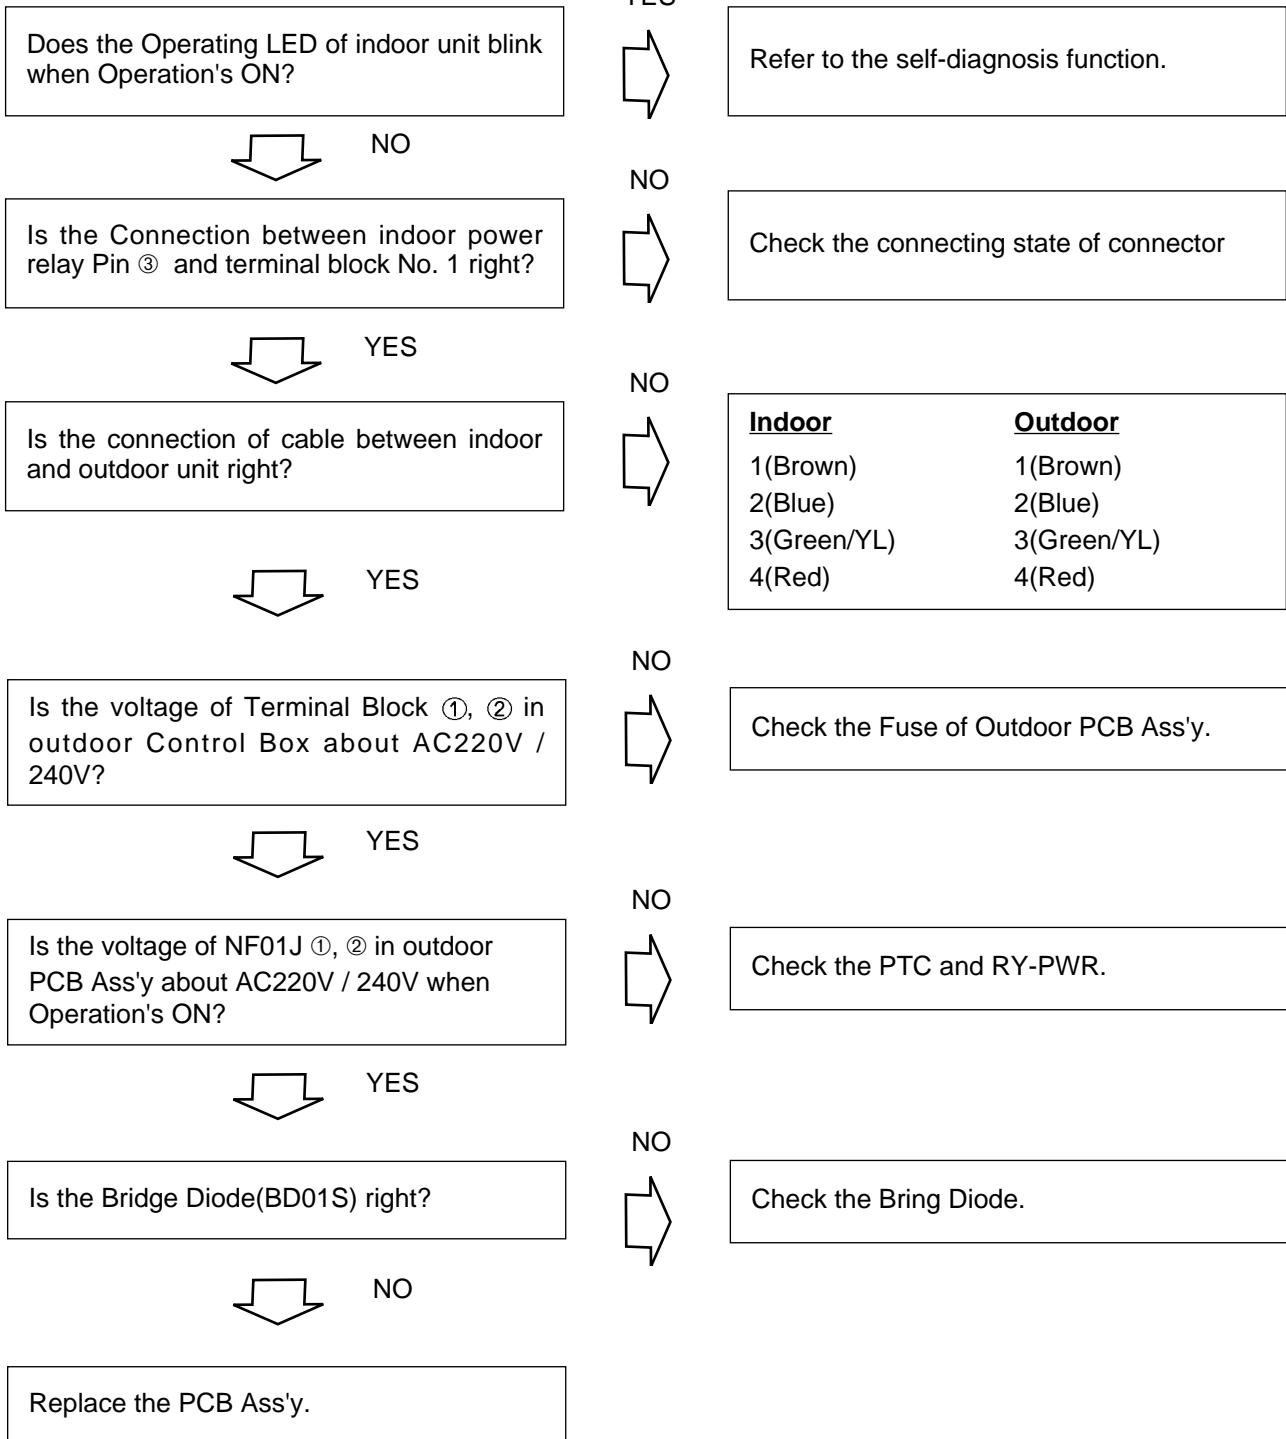 YES
Does the Operating LED of indoor unit blink
when Operation's ON?
Refer to the self-diagnosis function.
NO
NO
Is the Connection between indoor power
relay Pin ③ and terminal block No. 1 right?
Check the connecting state of connector
YES
NO
Is the connection of cable between indoor
and outdoor unit right?
Indoor Outdoor
1(Brown) 1(Brown)
2(Blue) 2(Blue)
3(Green/YL) 3(Green/YL)
4(Red) 4(Red)
YES
NO
Is the voltage of Terminal Block ①, ② in
outdoor Control Box about AC220V /
240V?
Check the Fuse of Outdoor PCB Ass'y.
YES
NO
Is the voltage of NF01J ①, ② in outdoor
PCB Ass'y about AC220V / 240V when
Operation's ON?
Check the PTC and RY-PWR.
YES
NO
Is the Bridge Diode(BD01S) right?
Check the Bring Diode.
NO
Replace the PCB Ass'y.